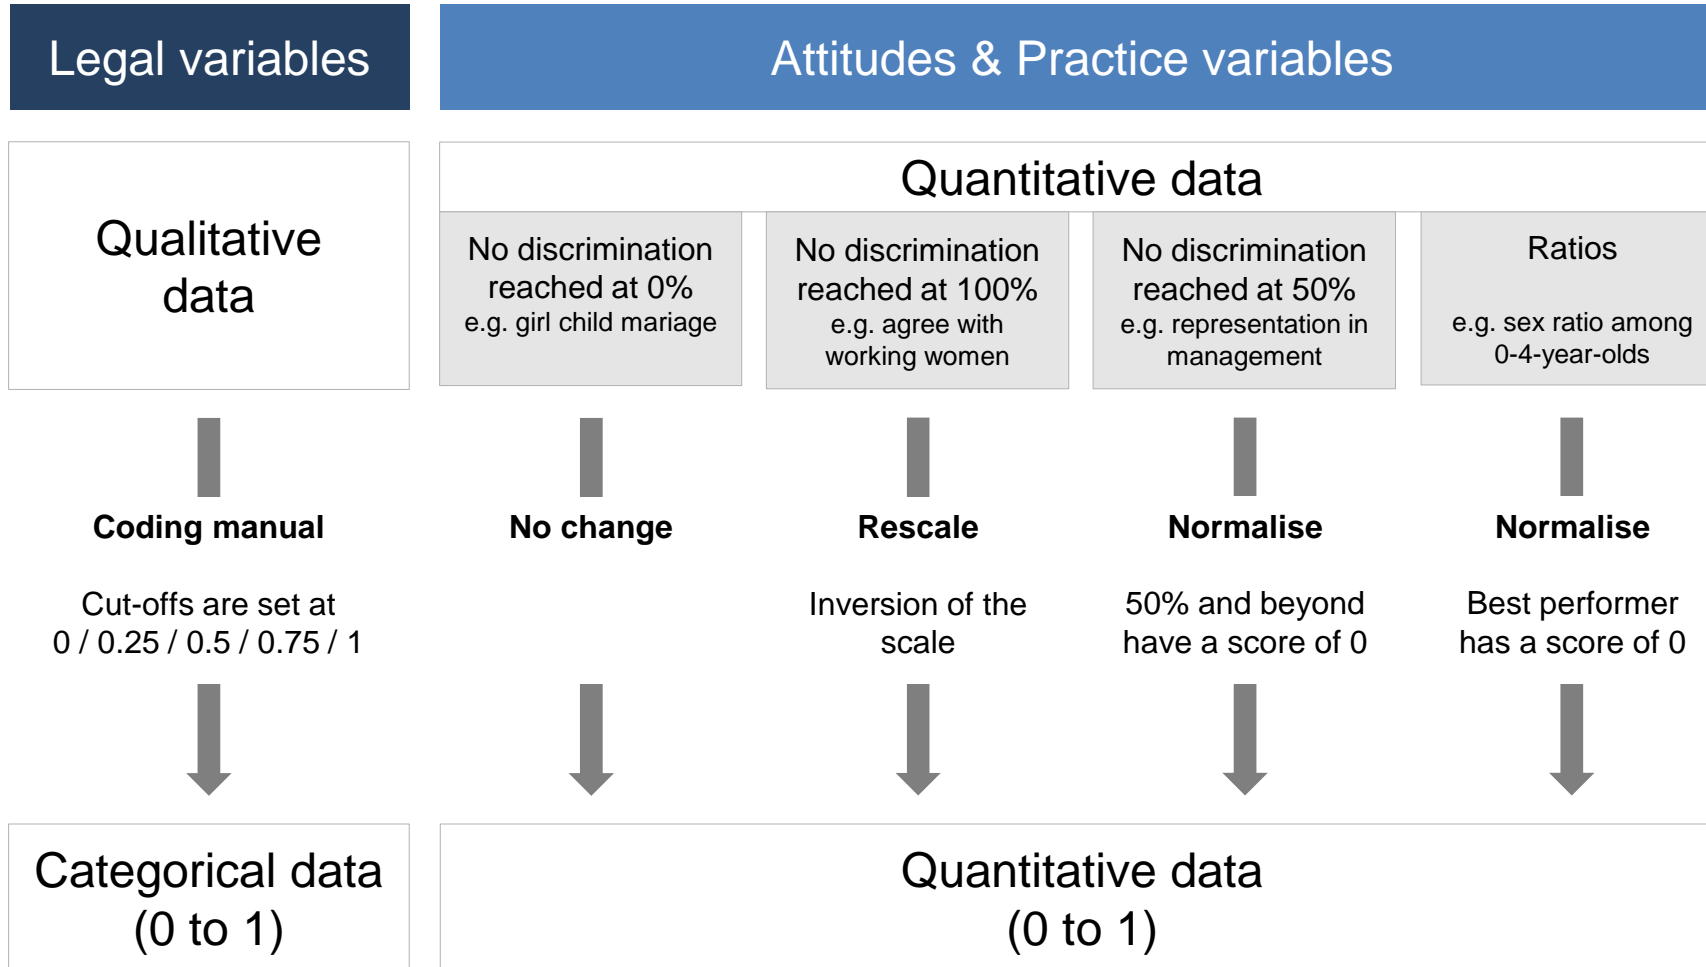 Legal variables
Attitudes & Practice variables
Qualitative
data
Quantitative data
No discrimination
reached at 0%
e.g. girl child mariage
No discrimination
reached at 100%
e.g. agree with
working women
No discrimination
reached at 50%
e.g. representation in
management
Ratios
e.g. sex ratio among
0-4-year-olds
Coding manual
Cut-offs are set at
0 / 0.25 / 0.5 / 0.75 / 1
No change
Rescale
Inversion of the
scale
Normalise
50% and beyond
have a score of 0
Normalise
Best performer
has a score of 0
Categorical data
(0 to 1)
Quantitative data
(0 to 1)